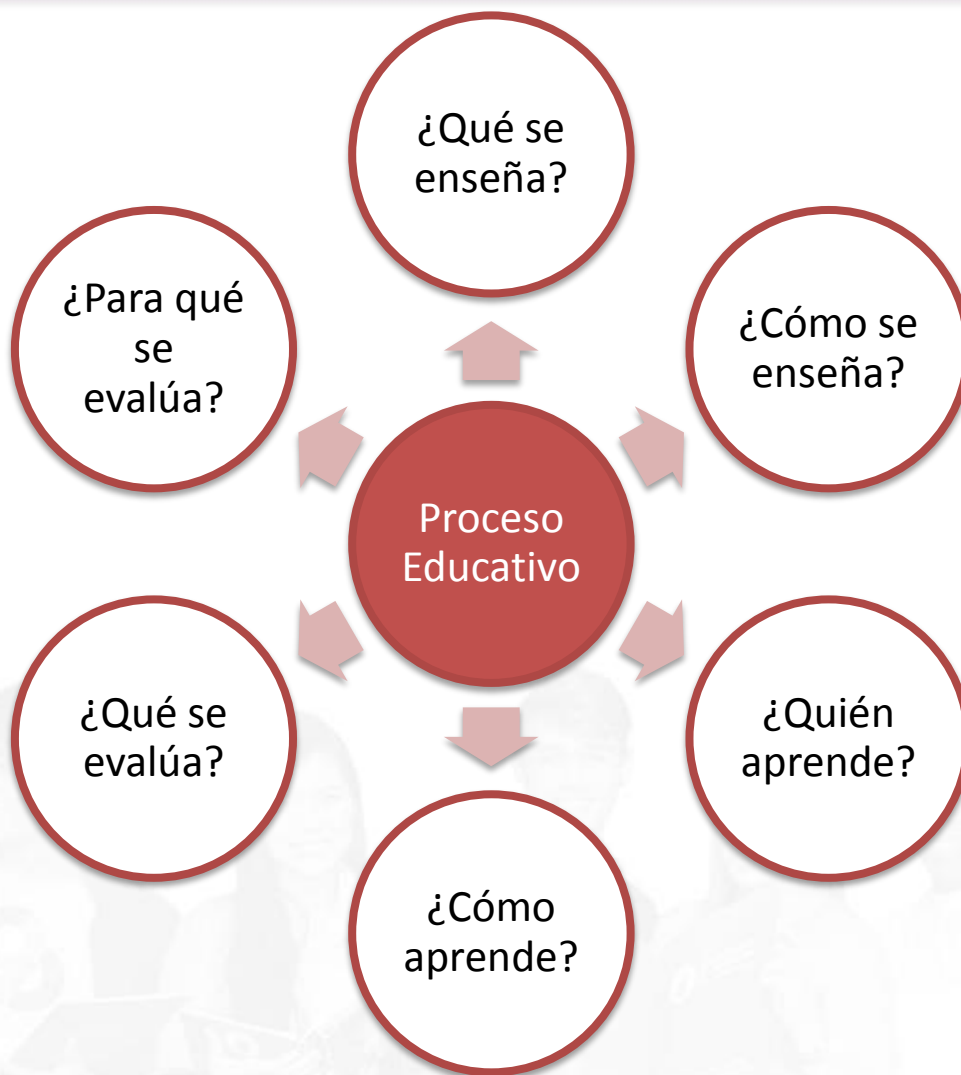 ¿Qué se
enseña?
¿Cómo se
enseña?
¿Quién
aprende?
¿Cómo
aprende?
¿Qué se
evalúa?
¿Para qué
se
evalúa?
Proceso
Educativo